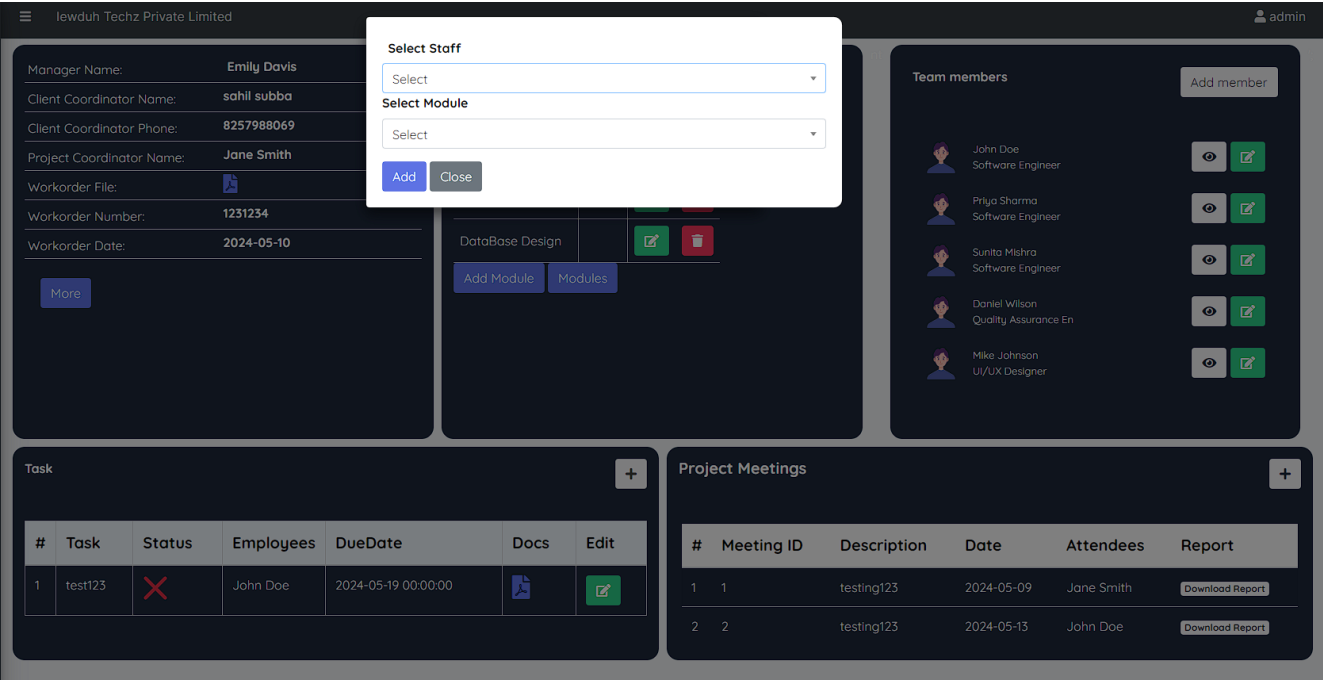 Iewduh Techz Private Limited
admin
Select Staff
Select
Select Module
Select
Add Close
Manager Name: Emily Davis
Client Coordinator Name: sahil subba
Client Coordinator Phone: 8257988069
Project Coordinator Name: Jane Smith
Workorder File:
Workorder Number: 1231234
Workorder Date: 2024-05-10
More
DataBase Design
Add Module Modules
Team members
Add member
John Doe
Software Engineer
Priya Sharma
Software Engineer
Sunita Mishra
Software Engineer
Daniel Wilson
Quality Assurance En
Mike Johnson
UI/UX Designer
Task
+
# Task Status Employees DueDate Docs Edit
1 test123 John Doe 2024-05-19 00:00:00
Project Meetings
+
# Meeting ID Description Date Attendees Report
1 1 testing123 2024-05-09 Jane Smith Download Report
2 2 testing123 2024-05-13 John Doe Download Report